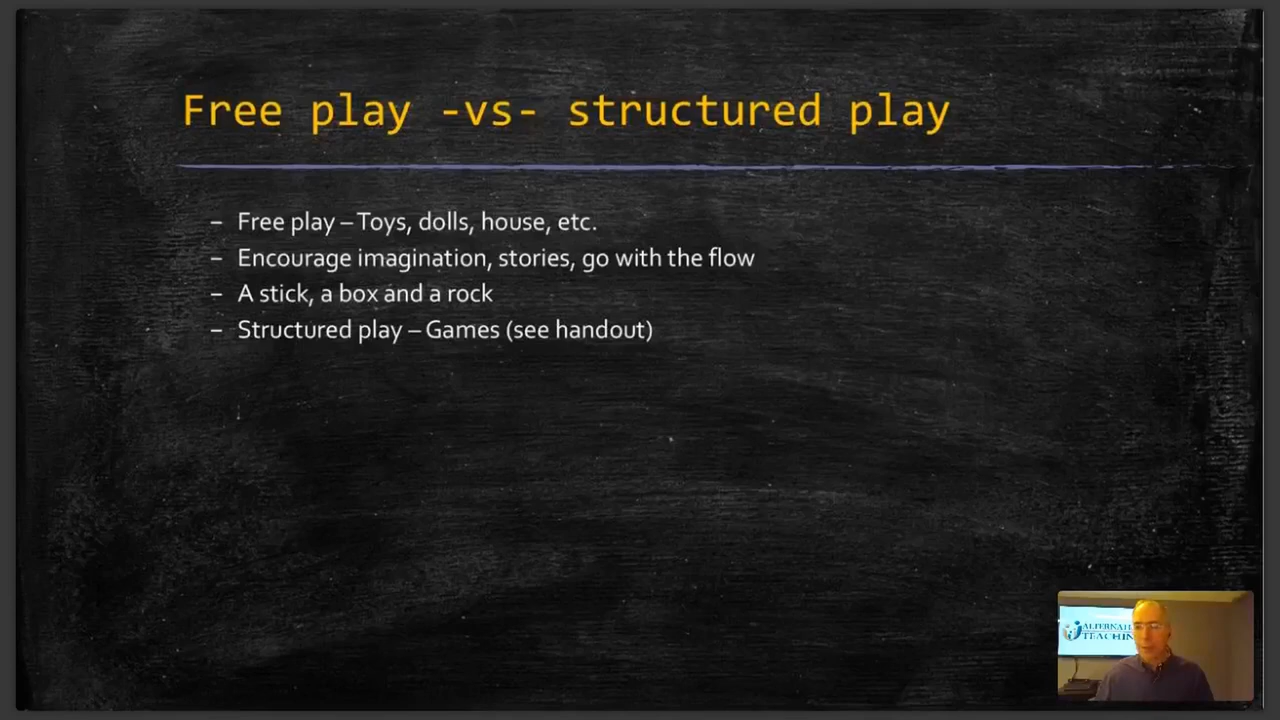 Free play -vs- structured play
– Free play – Toys, dolls, house, etc.
– Encourage imagination, stories, go with the flow
– A stick, a box and a rock
– Structured play – Games (see handout)